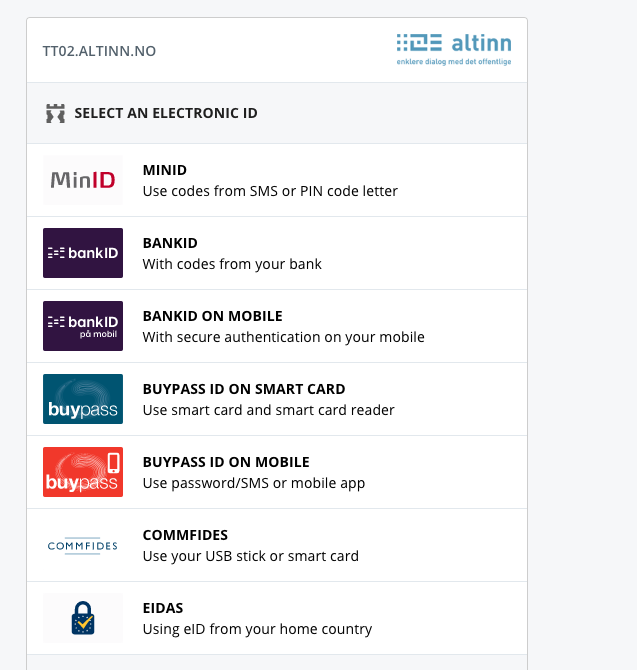 TT02.ALTINN.NO
altinn
enklere dialog med det offentlige
SELECT AN ELECTRONIC ID
MinID
MINID
Use codes from SMS or PIN code letter
bankID
BANKID
With codes from your bank
bankID
på mobil
BANKID ON MOBILE
With secure authentication on your mobile
buypass
BUYPASS ID ON SMART CARD
Use smart card and smart card reader
buypass
BUYPASS ID ON MOBILE
Use password/SMS or mobile app
COMMFIDES
COMMFIDES
Use your USB stick or smart card
EIDAS
Using eID from your home country